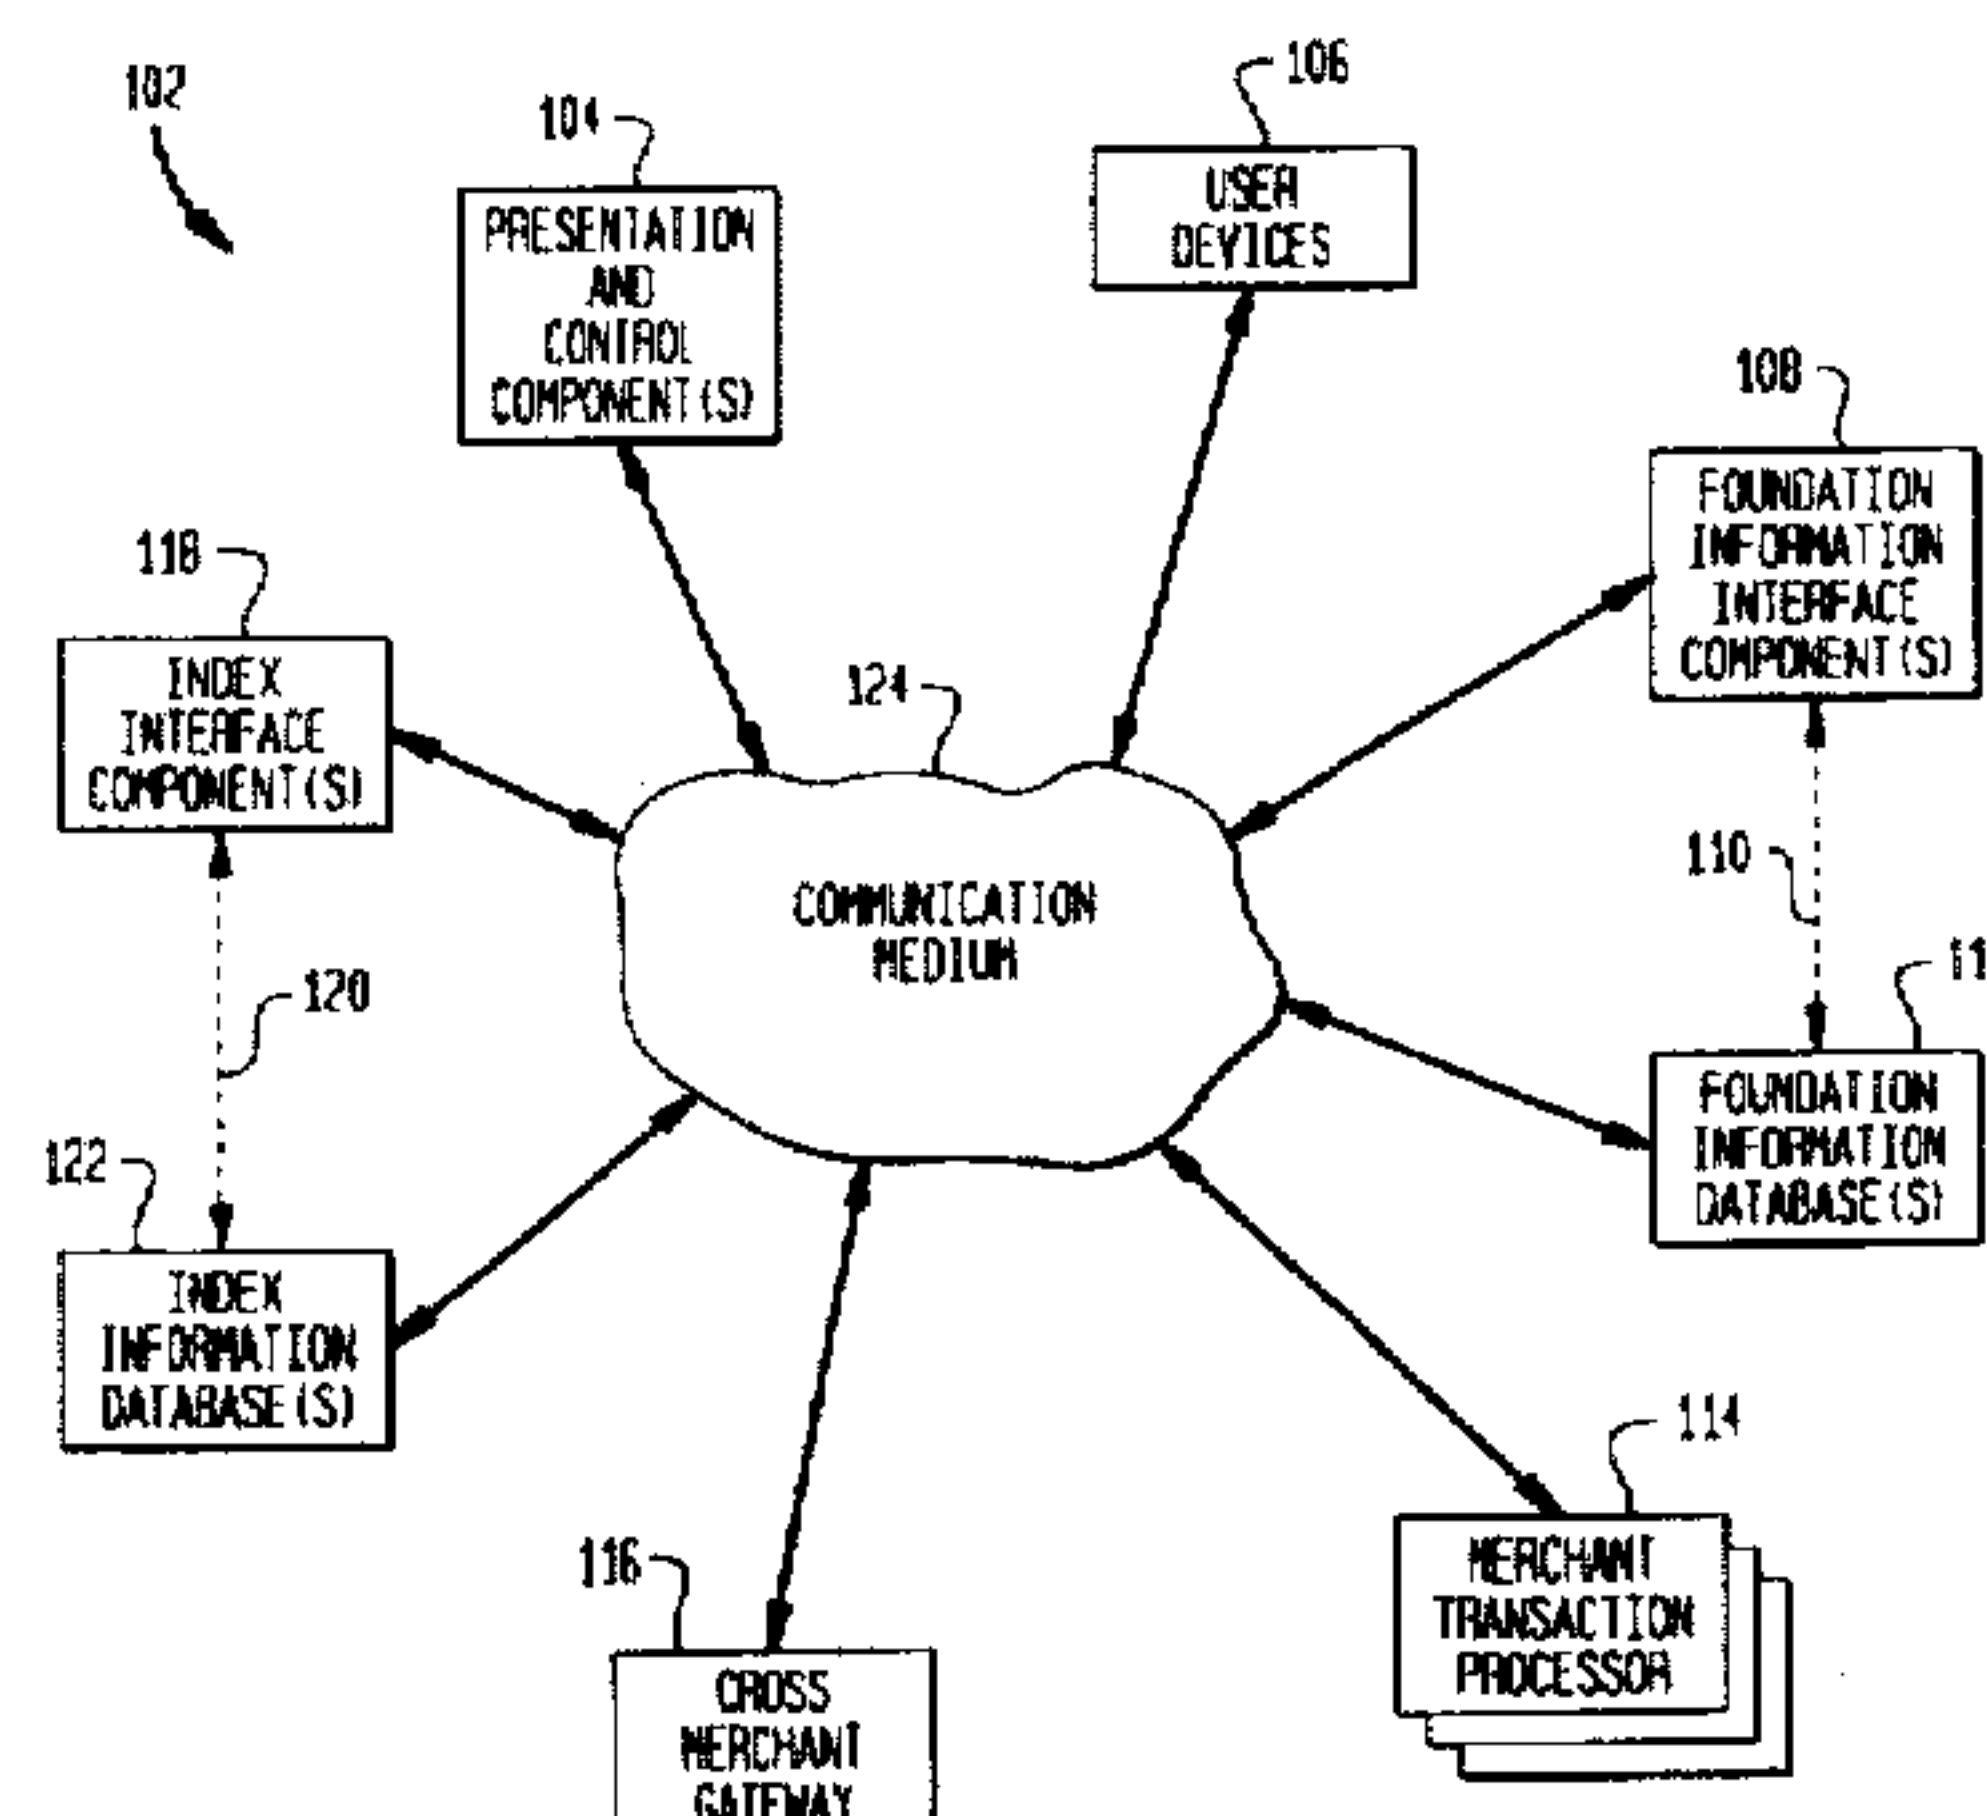 102
104
106
PRESENTATION
AND
CONTROL
COMPONENT(S)
USER
DEVICES
108
FOUNDATION
INFORMATION
INTERFACE
COMPONENT(S)
118
INDEX
INTERFACE
COMPONENT(S)
124
110
COMMUNICATION
MEDIUM
120
11
FOUNDATION
INFORMATION
DATABASE(S)
122
INDEX
INFORMATION
DATABASE(S)
114
MERCHANT
TRANSACTION
PROCESSOR
116
CROSS
MERCHANT
GATEWAY